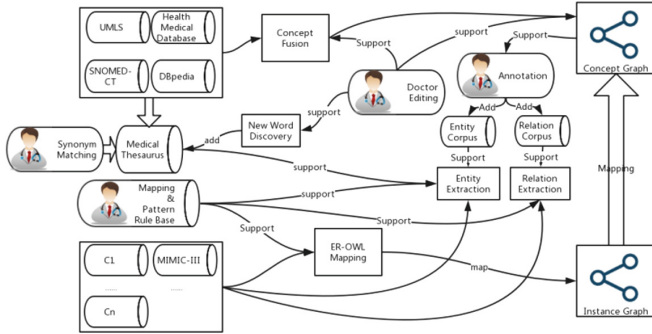 UMLS
Health
Medical
Database
SNOMED-
CT
DBpedia
Concept
Fusion
Support
support
Support
Concept Graph
Doctor
Editing
Annotation
support
Add
Add
New Word
Discovery
add
Entity
Corpus
Relation
Corpus
Synonym
Matching
Medical
Thesaurus
Support
Support
support
Entity
Extraction
Relation
Extraction
Mapping
Mapping
&
Pattern
Rule Base
support
Support
Support
C1
MIMIC-III
......
......
Cn
ER-OWL
Mapping
map
Instance Graph